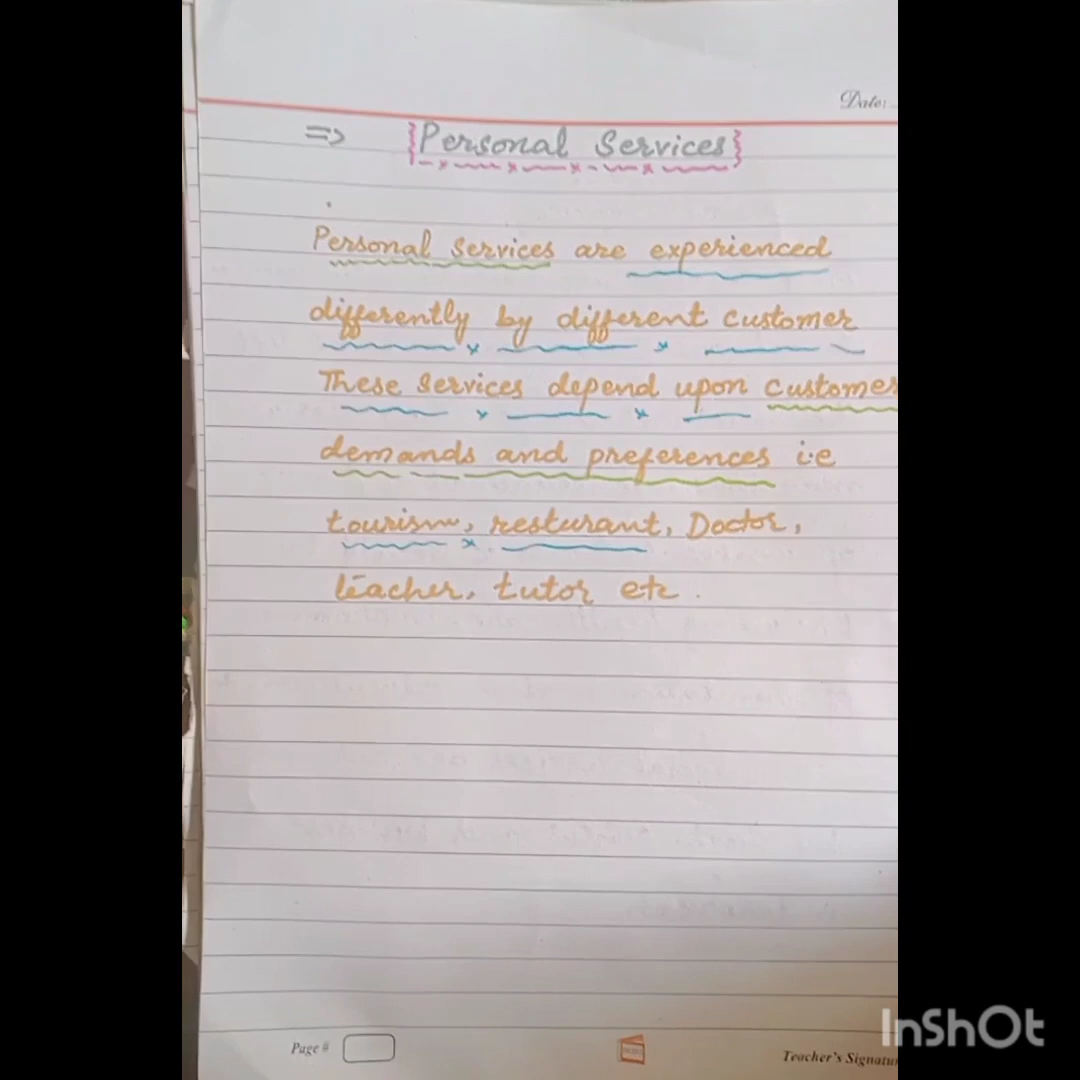 Date:
=> {Personal Services}
Personal Services are experienced
differently by different customer
These services depend upon customer
demands and preferences i.e
tourism, resturant, Doctor,
teacher, tutor etc.
Page #
Teacher's Signatur
InShOt